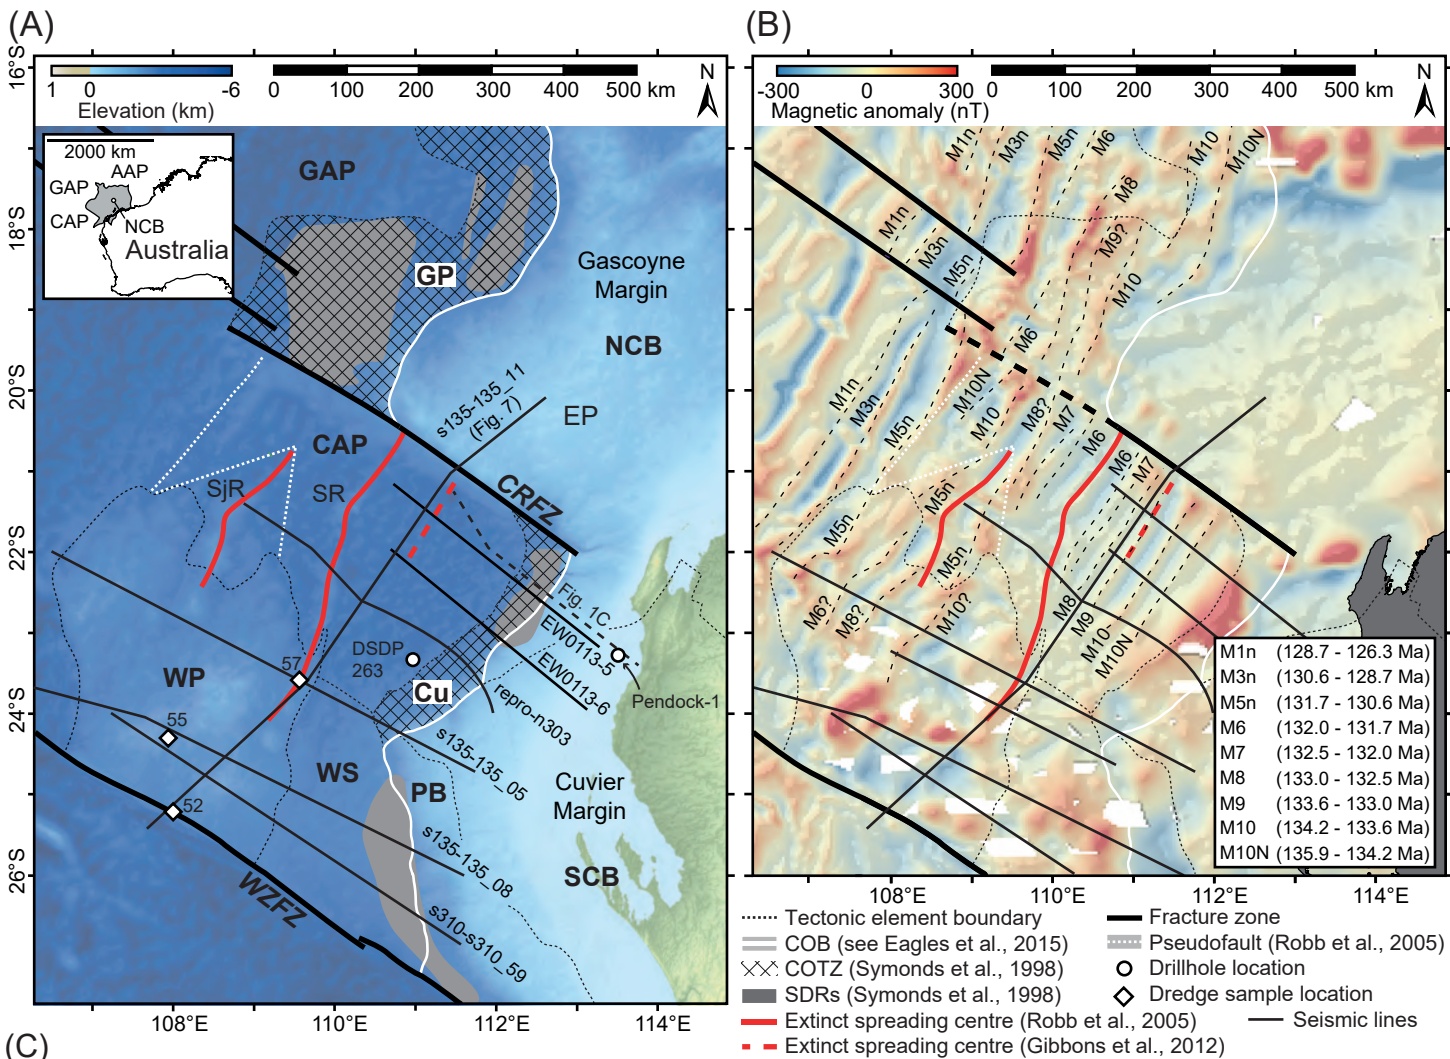 (A)
16°S
18°S
20°S
22°S
24°S
26°S
1 0 -6
Elevation (km)
0 100 200 300 400 500 km
N
2000 km
GAP
AAP
CAP
NCB
Australia
GAP
GP
Gascoyne
Margin
NCB
s135-135_11
(Fig. 7)
EP
CAP
SjR
SR
CRFZ
Fig. 1C
EW0113-5
EW0113-6
DSDP
263
57
WP
Cu
repro-n303
Pendock-1
55
s135-135_05
WS
PB
Cuvier
Margin
52
s135-135_08
SCB
WZFZ
s310-s310_59
108°E
110°E
112°E
114°E
(B)
-300 0 300
Magnetic anomaly (nT)
0 100 200 300 400 500 km
N
M1n
M3n
M5n
M6
M10
M10N
M8
M1n
M3n
M9?
M5n
M10
M6
M1n
M3n
M5n
M10N
M10
M8?
M7
M6
M6
M7
M5n
M5n
M5n
M6?
M8?
M10?
M8
M9
M10
M10N
M1n (128.7 - 126.3 Ma)
M3n (130.6 - 128.7 Ma)
M5n (131.7 - 130.6 Ma)
M6 (132.0 - 131.7 Ma)
M7 (132.5 - 132.0 Ma)
M8 (133.0 - 132.5 Ma)
M9 (133.6 - 133.0 Ma)
M10 (134.2 - 133.6 Ma)
M10N (135.9 - 134.2 Ma)
108°E
110°E
112°E
114°E
Tectonic element boundary
COB (see Eagles et al., 2015)
COTZ (Symonds et al., 1998)
SDRs (Symonds et al., 1998)
Extinct spreading centre (Robb et al., 2005)
Extinct spreading centre (Gibbons et al., 2012)
Fracture zone
Pseudofault (Robb et al., 2005)
Drillhole location
Dredge sample location
Seismic lines
(C)